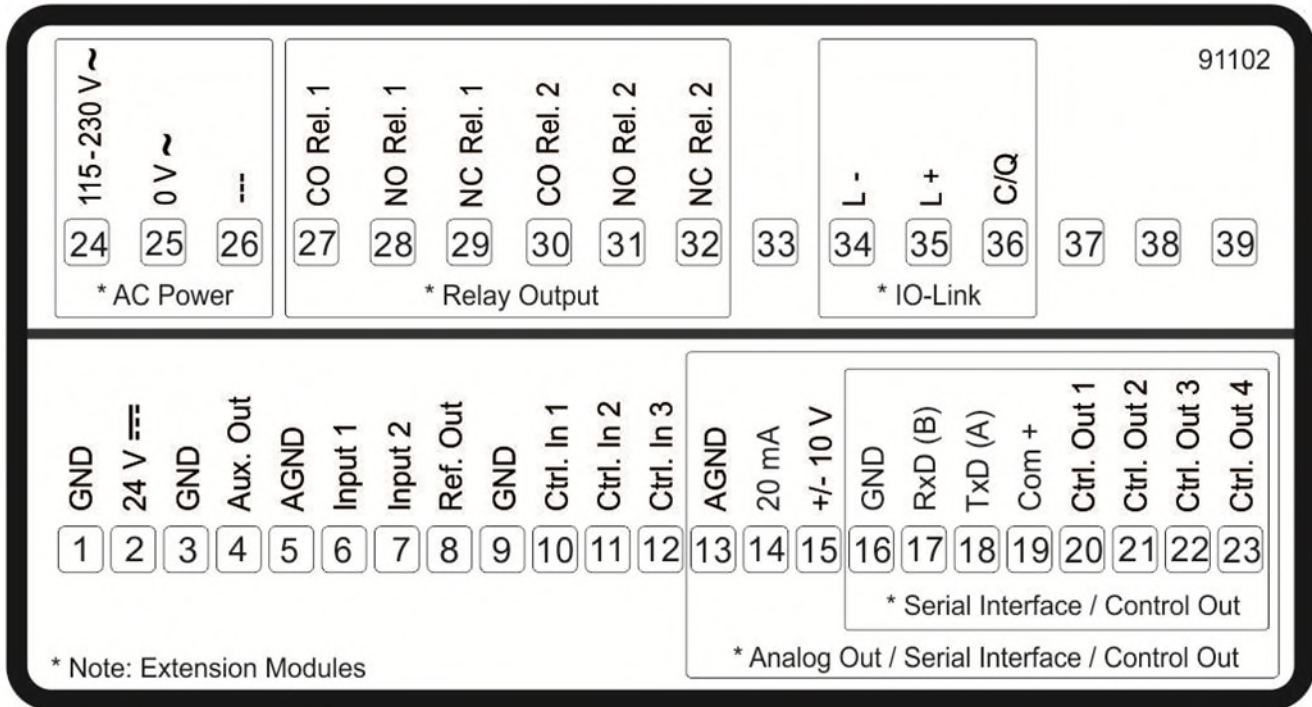 91102
115-230 V ~
0 V ~
---
CO Rel. 1
NO Rel. 1
NC Rel. 1
CO Rel. 2
NO Rel. 2
NC Rel. 2
L -
L +
C/Q
24 25 26 27 28 29 30 31 32 33 34 35 36 37 38 39
* AC Power
* Relay Output
* IO-Link
GND
24 V ⎓
GND
Aux. Out
AGND
Input 1
Input 2
Ref. Out
GND
Ctrl. In 1
Ctrl. In 2
Ctrl. In 3
AGND
20 mA
+/- 10 V
GND
RxD (B)
TxD (A)
Com +
Ctrl. Out 1
Ctrl. Out 2
Ctrl. Out 3
Ctrl. Out 4
1 2 3 4 5 6 7 8 9 10 11 12 13 14 15 16 17 18 19 20 21 22 23
* Serial Interface / Control Out
* Analog Out / Serial Interface / Control Out
* Note: Extension Modules